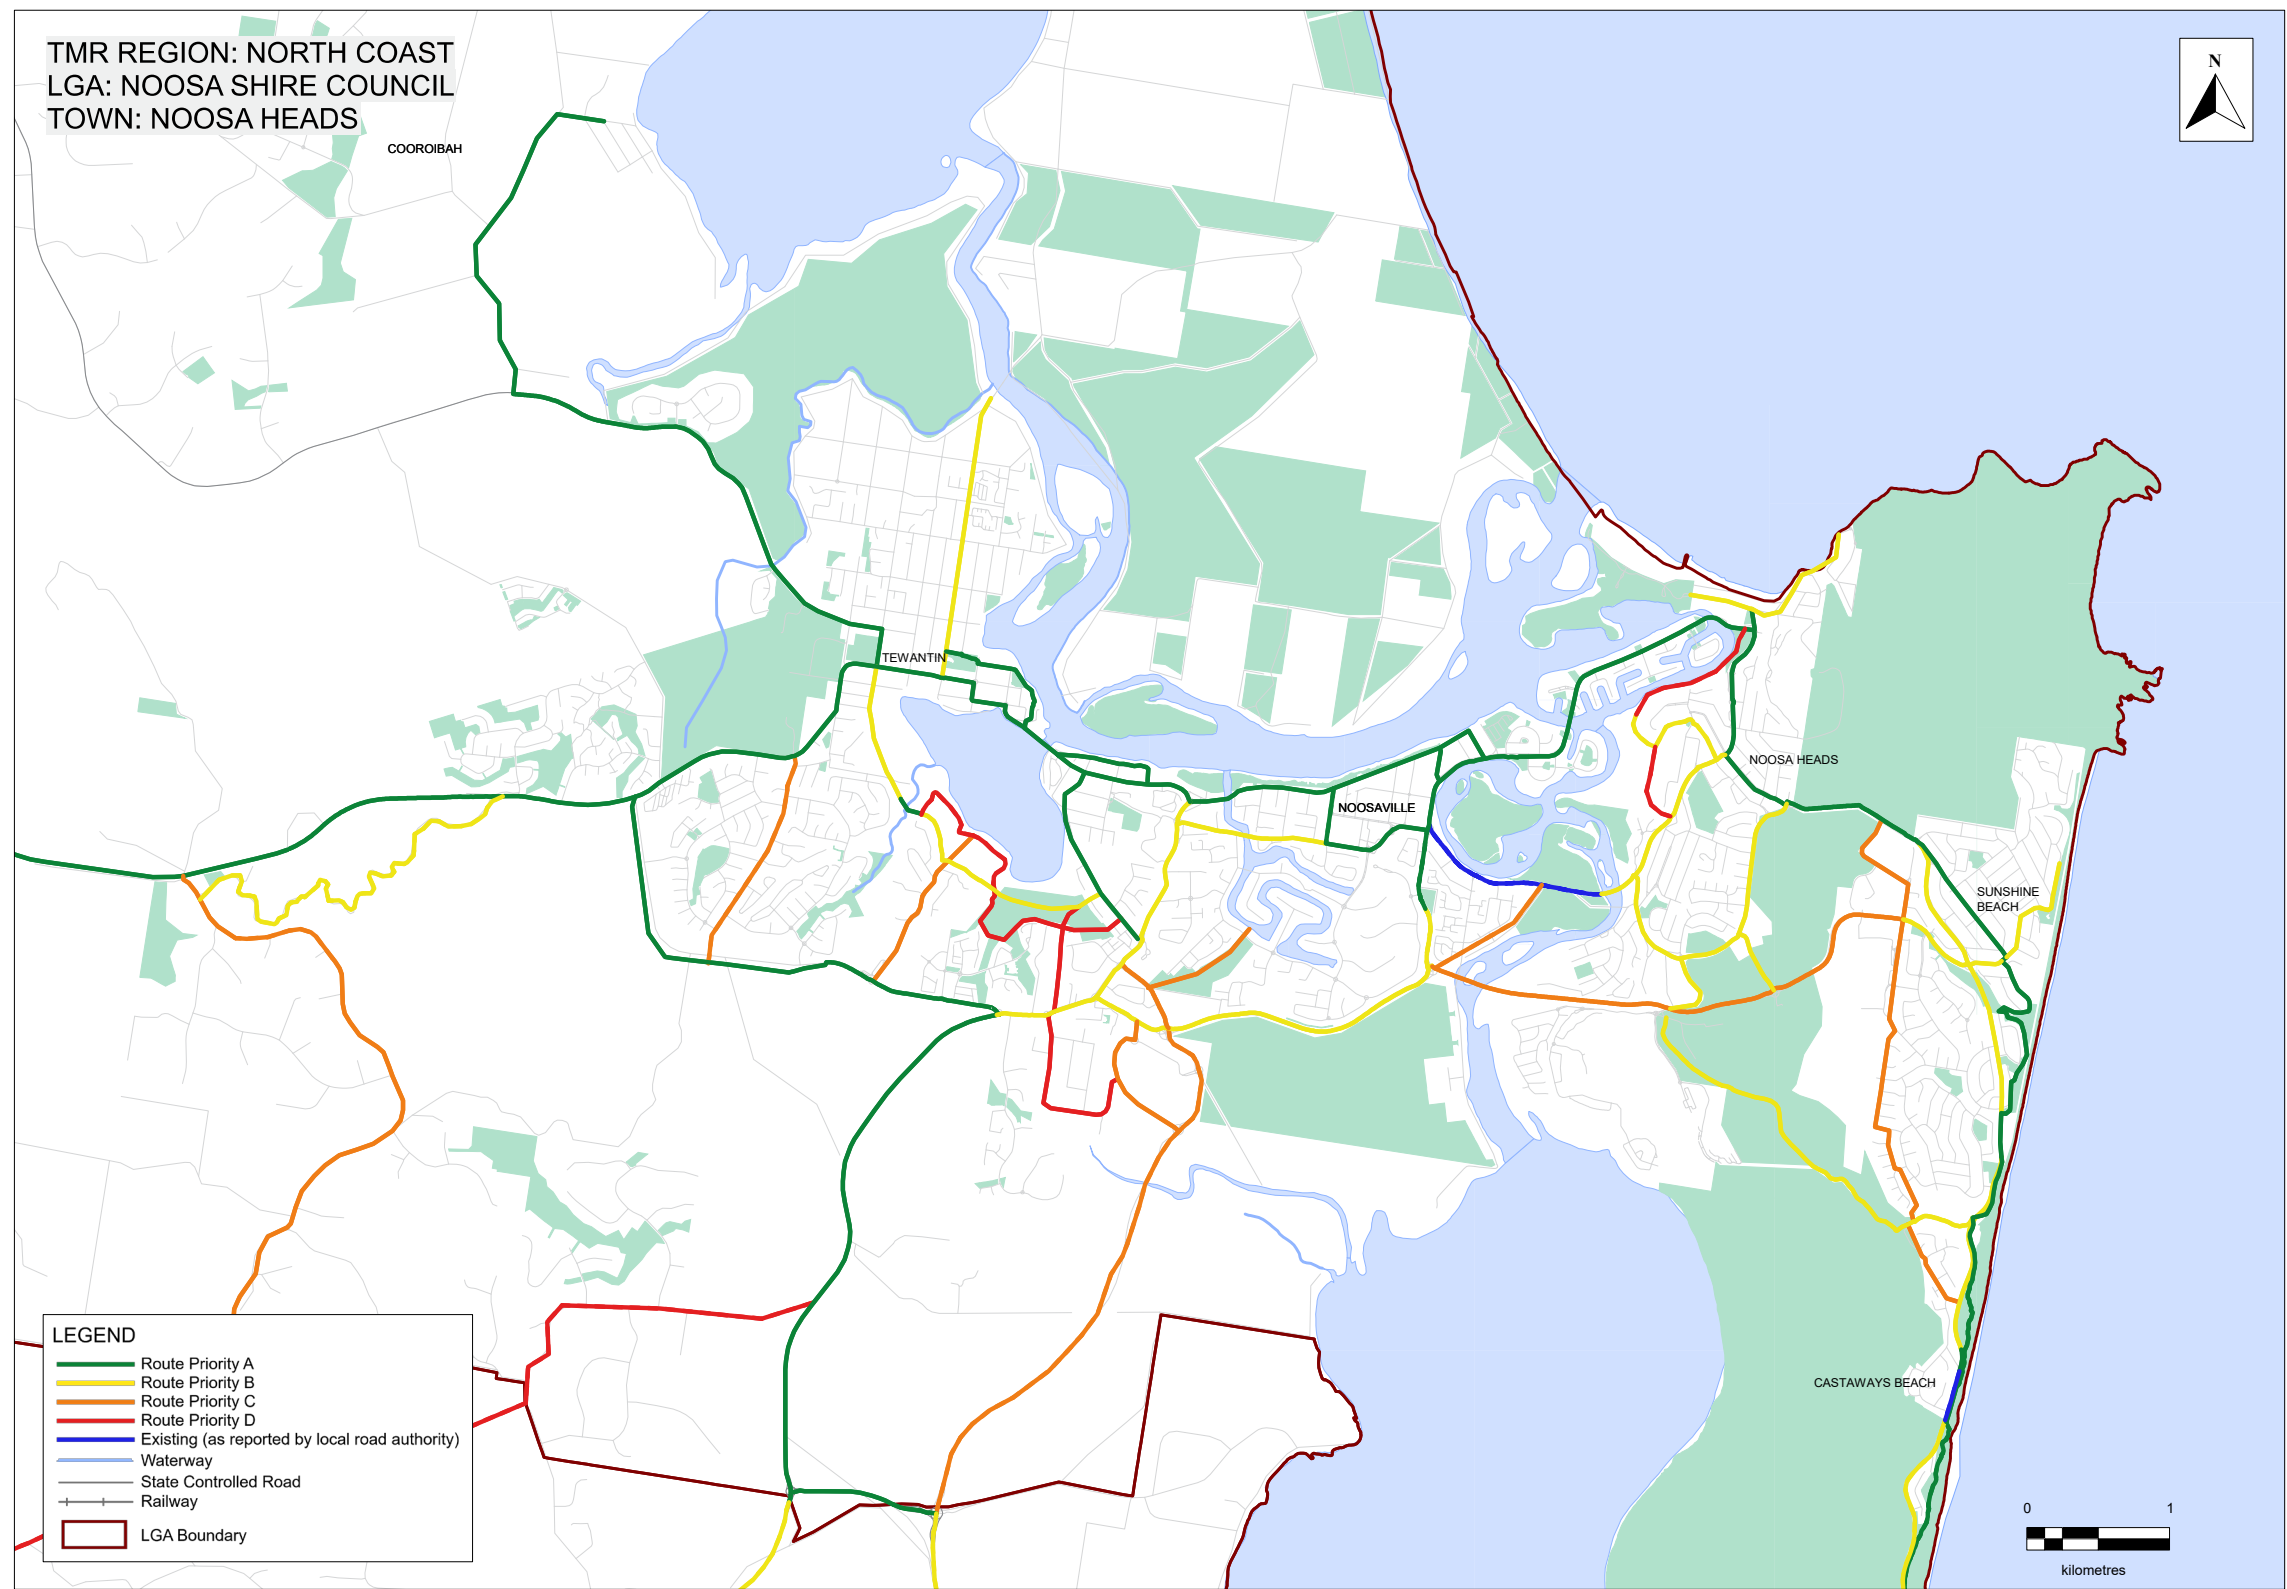 TMR REGION: NORTH COAST
LGA: NOOSA SHIRE COUNCIL
TOWN: NOOSA HEADS
N
COOROIBAH
TEWANTIN
NOOSA HEADS
NOOSAVILLE
SUNSHINE
BEACH
CASTAWAYS BEACH
LEGEND
Route Priority A
Route Priority B
Route Priority C
Route Priority D
Existing (as reported by local road authority)
Waterway
State Controlled Road
Railway
LGA Boundary
0 1
kilometres